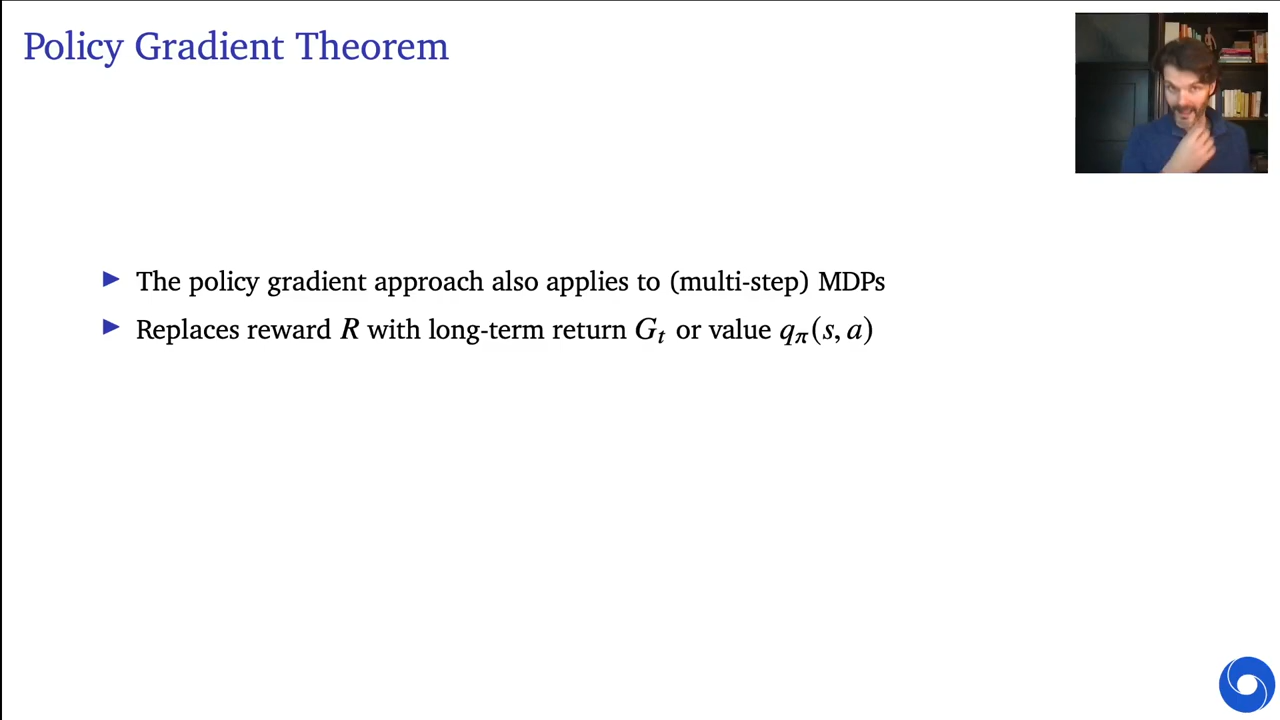 Policy Gradient Theorem
▶ The policy gradient approach also applies to (multi-step) MDPs
▶ Replaces reward R with long-term return Gₜ or value qπ(s, a)